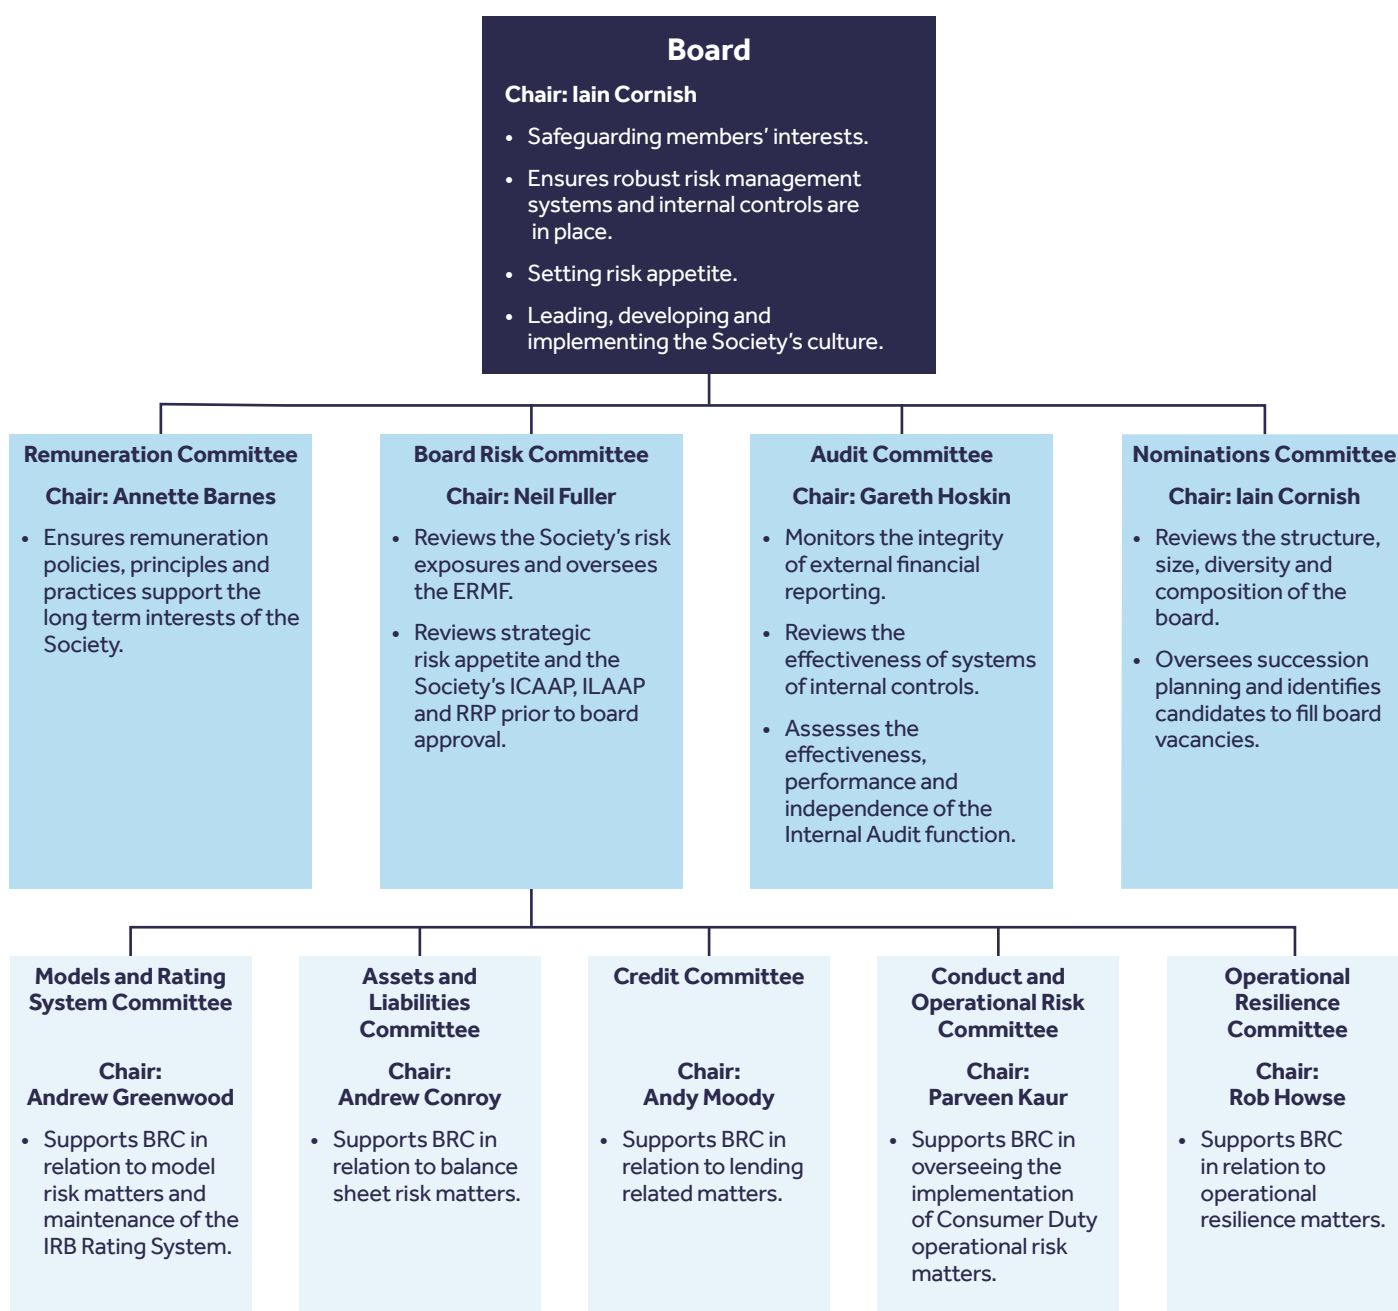 Board
Chair: Iain Cornish
• Safeguarding members’ interests.
• Ensures robust risk management
systems and internal controls are
in place.
• Setting risk appetite.
• Leading, developing and
implementing the Society’s culture.
Remuneration Committee
Chair: Annette Barnes
• Ensures remuneration
policies, principles and
practices support the
long term interests of the
Society.
Board Risk Committee
Chair: Neil Fuller
• Reviews the Society’s risk
exposures and oversees
the ERMF.
• Reviews strategic
risk appetite and the
Society’s ICAAP, ILAAP
and RRP prior to board
approval.
Audit Committee
Chair: Gareth Hoskin
• Monitors the integrity
of external financial
reporting.
• Reviews the
effectiveness of systems
of internal controls.
• Assesses the
effectiveness,
performance and
independence of the
Internal Audit function.
Nominations Committee
Chair: Iain Cornish
• Reviews the structure,
size, diversity and
composition of the
board.
• Oversees succession
planning and identifies
candidates to fill board
vacancies.
Models and Rating
System Committee
Chair:
Andrew Greenwood
• Supports BRC in
relation to model
risk matters and
maintenance of the
IRB Rating System.
Assets and
Liabilities
Committee
Chair:
Andrew Conroy
• Supports BRC in
relation to balance
sheet risk matters.
Credit Committee
Chair:
Andy Moody
• Supports BRC in
relation to lending
related matters.
Conduct and
Operational Risk
Committee
Chair:
Parveen Kaur
• Supports BRC in
overseeing the
implementation
of Consumer Duty
operational risk
matters.
Operational
Resilience
Committee
Chair:
Rob Howse
• Supports BRC
in relation to
operational
resilience matters.